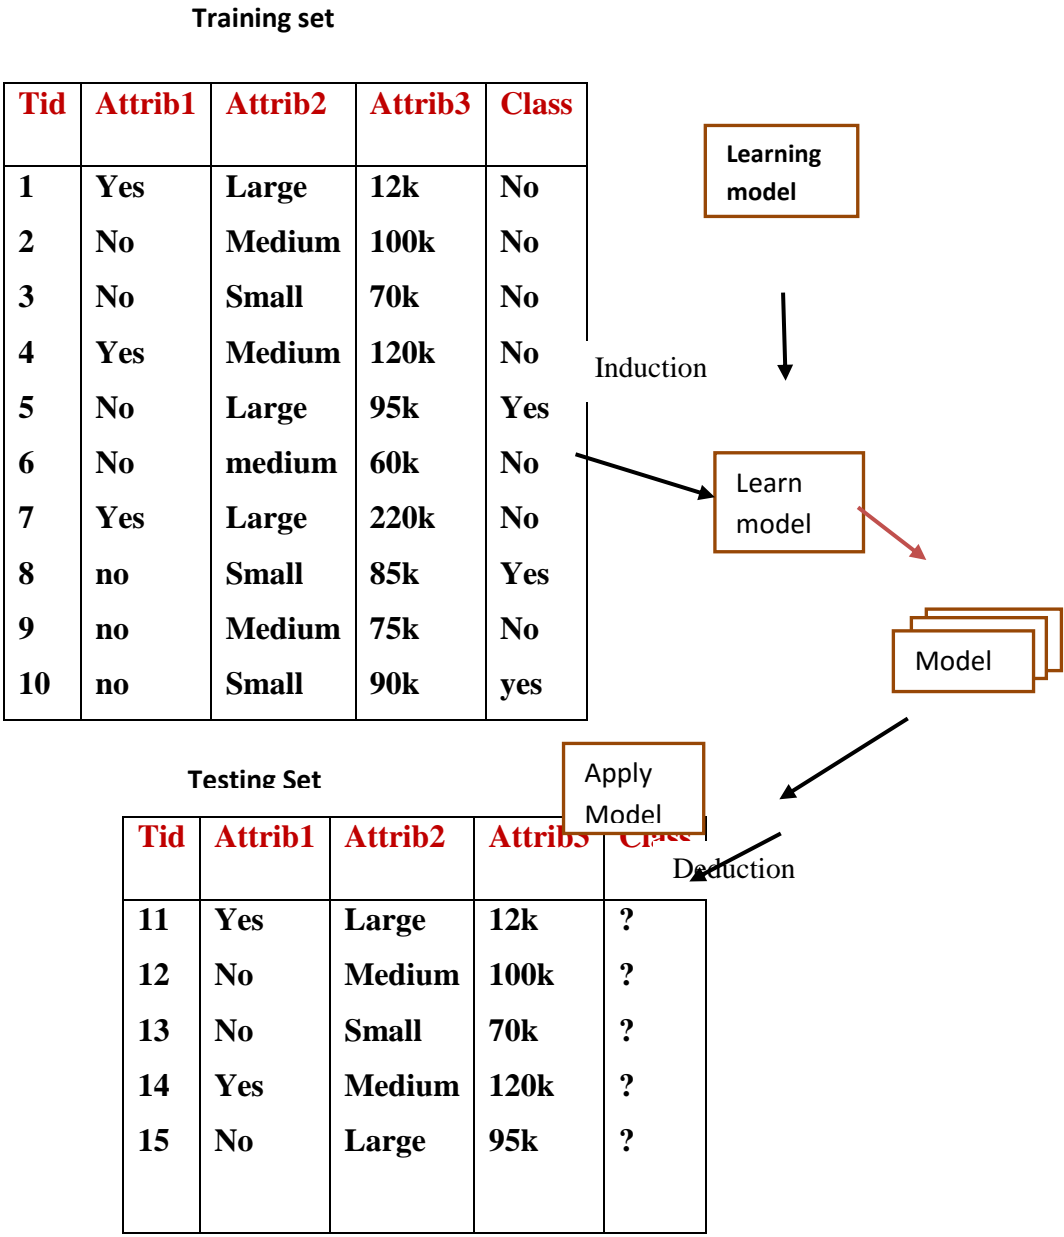 Training set
Tid Attrib1 Attrib2 Attrib3 Class
1 Yes Large 12k No
2 No Medium 100k No
3 No Small 70k No
4 Yes Medium 120k No
5 No Large 95k Yes
6 No medium 60k No
7 Yes Large 220k No
8 no Small 85k Yes
9 no Medium 75k No
10 no Small 90k yes
Learning
model
Induction
Learn
model
Model
Apply
Model
Testing Set
Tid Attrib1 Attrib2 Attrib3 Class
Deduction
11 Yes Large 12k ?
12 No Medium 100k ?
13 No Small 70k ?
14 Yes Medium 120k ?
15 No Large 95k ?